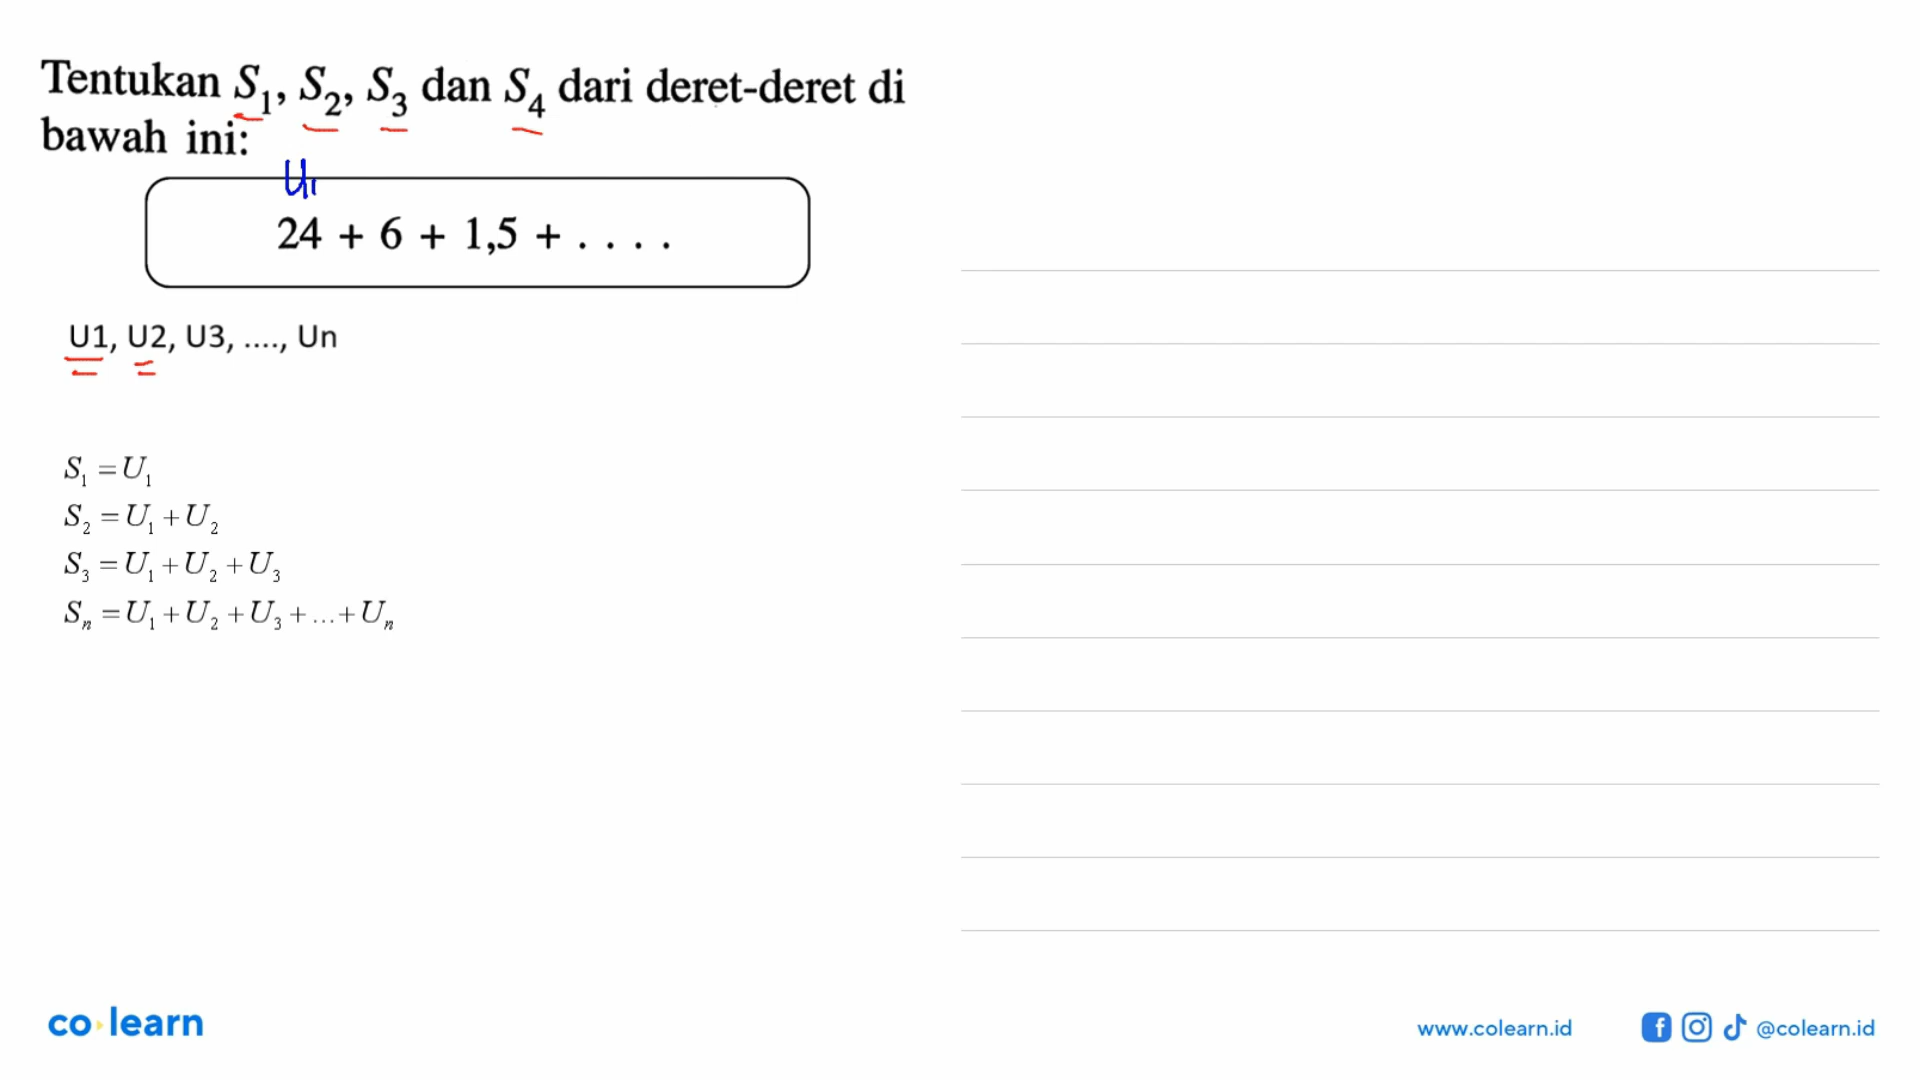 Tentukan S₁, S₂, S₃ dan S₄ dari deret-deret di
bawah ini:
U₁
24 + 6 + 1,5 + . . . .
U1, U2, U3, ...., Un
S₁ = U₁
S₂ = U₁ + U₂
S₃ = U₁ + U₂ + U₃
Sₙ = U₁ + U₂ + U₃ + ... + Uₙ
co learn
www.colearn.id
@colearn.id